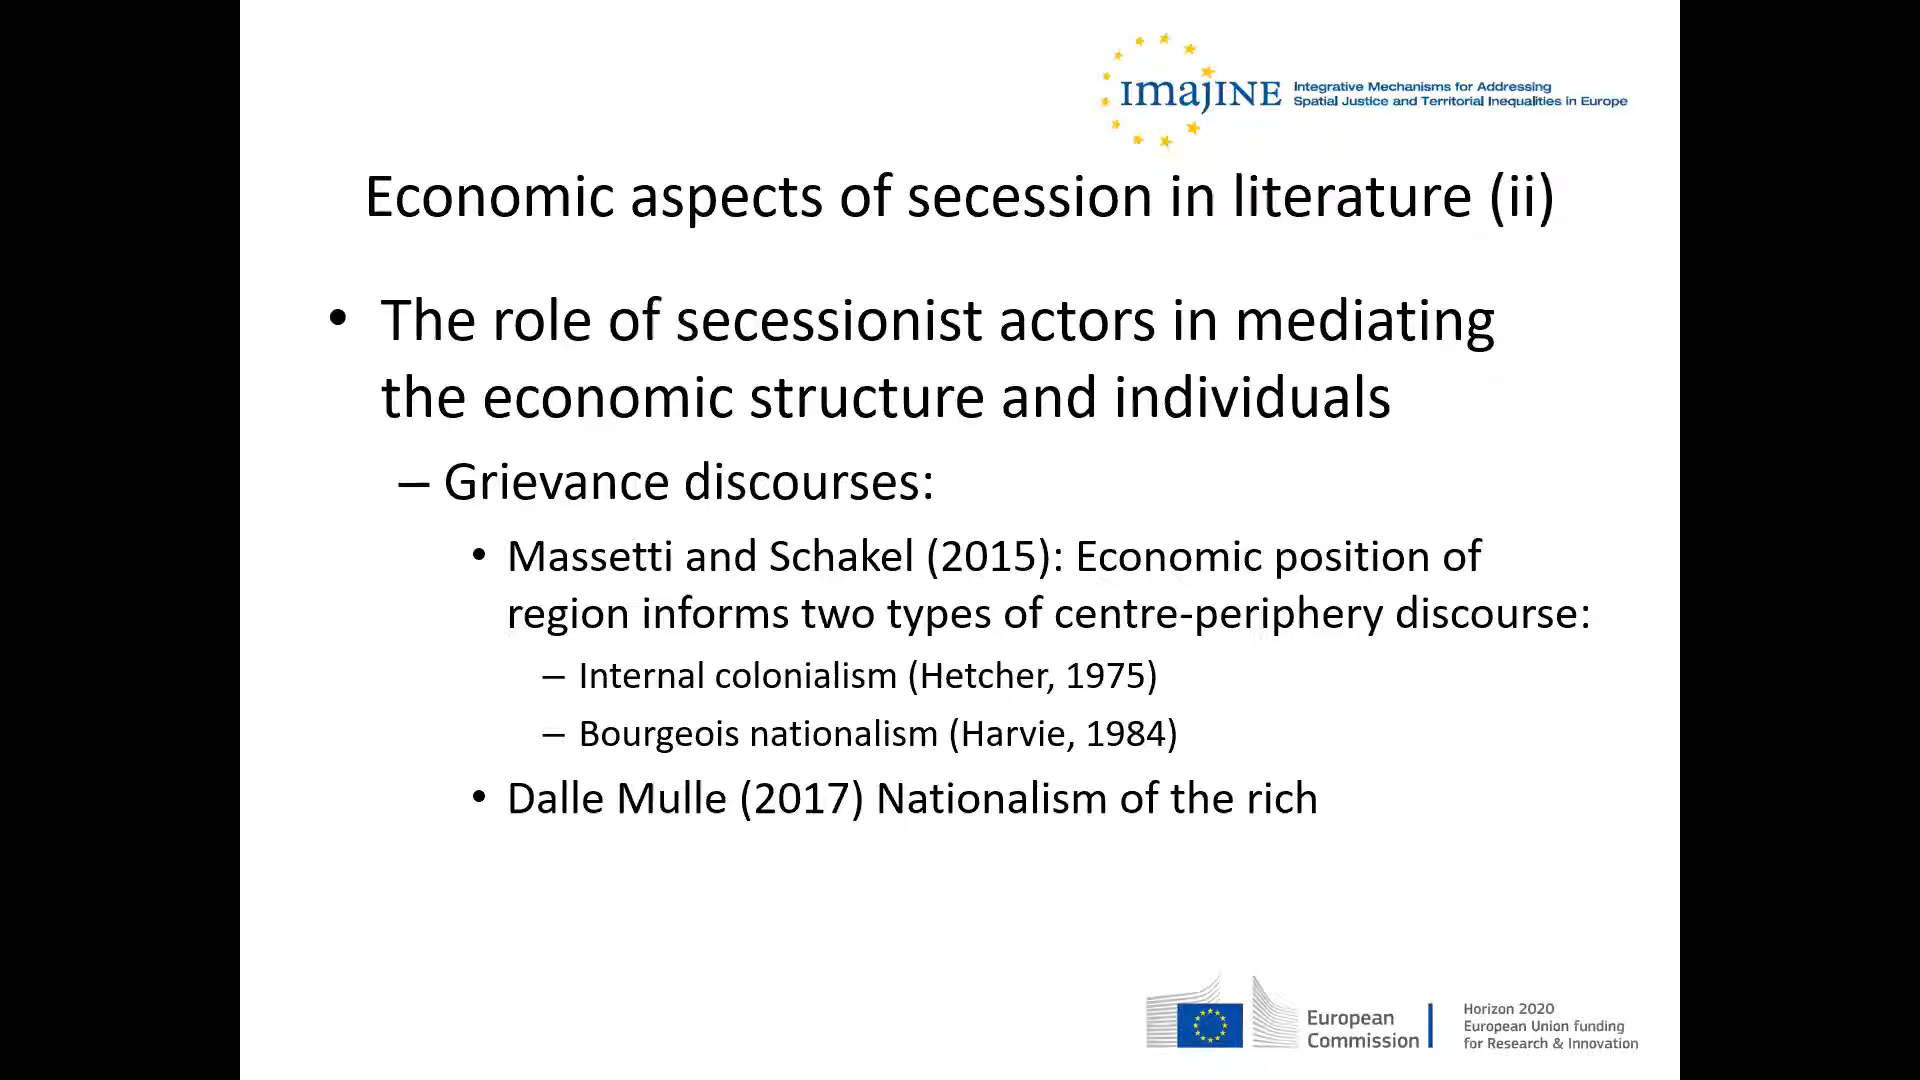 ImajINE
Integrative Mechanisms for Addressing
Spatial Justice and Territorial Inequalities in Europe
Economic aspects of secession in literature (ii)
• The role of secessionist actors in mediating
the economic structure and individuals
– Grievance discourses:
• Massetti and Schakel (2015): Economic position of
region informs two types of centre-periphery discourse:
– Internal colonialism (Hetcher, 1975)
– Bourgeois nationalism (Harvie, 1984)
• Dalle Mulle (2017) Nationalism of the rich
European
Commission
Horizon 2020
European Union funding
for Research & Innovation